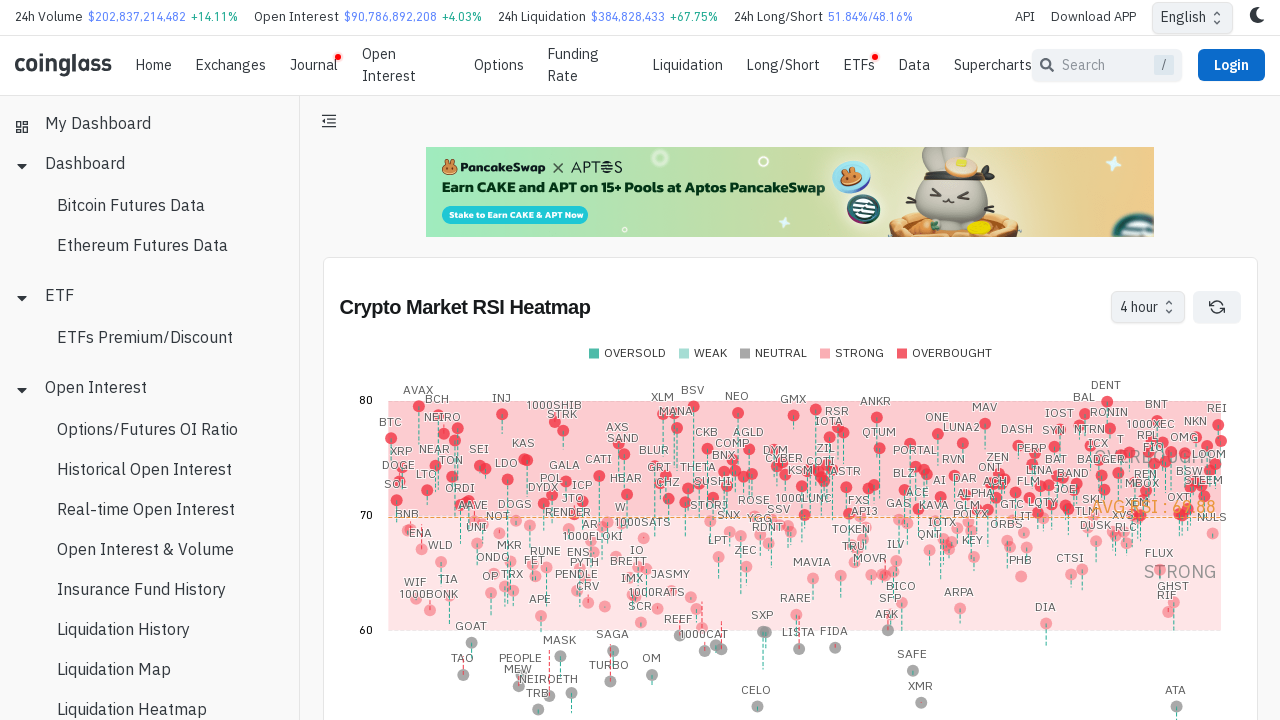 24h Volume $202,837,214,482 +14.11% Open Interest $90,786,892,208 +4.03% 24h Liquidation $384,828,433 +67.75% 24h Long/Short 51.84%/48.16% API Download APP English
coinglass Home Exchanges Journal Open Interest Options Funding Rate Liquidation Long/Short ETFs Data Supercharts Search / Login
My Dashboard
Dashboard
Bitcoin Futures Data
Ethereum Futures Data
ETF
ETFs Premium/Discount
Open Interest
Options/Futures OI Ratio
Historical Open Interest
Real-time Open Interest
Open Interest & Volume
Insurance Fund History
Liquidation History
Liquidation Map
Liquidation Heatmap
PancakeSwap X APTOS
Earn CAKE and APT on 15+ Pools at Aptos PancakeSwap
Stake to Earn CAKE & APT Now
Crypto Market RSI Heatmap
4 hour
OVERSOLD WEAK NEUTRAL STRONG OVERBOUGHT
80
70
60
AVAX BCH INJ 1000SHIB STRK XLM MANA BSV NEO GMX RSR IOTA ANKR ONE MAV DENT BAL RONIN BNT REI
BTC NEIRO KAS AXS SAND CKB AGLD COMP QTUM LUNA2 DASH IOST SYN 1000XEC RPL NKN OMG
XRP NEAR SEI TON LDO GALA CATI BLUR GRT THETA BNX ZIL PORTAL RVN ZEN PERP BAT ICX T LOOM
DOGE LTC SOL ORDI DYDX POL ICP HBAR CHZ SUSHI CYBER ASTR BLZ AI DAR ONT LINA BAND BADGER REN BSW STEEM
BNB AAVE UNI JTO RENDER W 1000SATS ROSE SSV 1000LUNC FXS API3 GAS ACE ALPHA ACH FLM GTC LQTY JOE SKL MBOX OXT
AVG RSI
NULS
ENA WLD NOT MKR 1000FLOKI SNX RDNT TOKEN IOTX POLYX ORBS LIT DUSK RLC
ONDO FET RUNE ENS PYTH IO BRETT LPT ZEC TRU ILV QNT KEY
MAVIA MOVR PHB CTSI FLUX
STRONG
WIF TIA OP TRX PENDLE CRV IMX JASMY BICO GHST
1000BONK APE 1000RATS RARE SFP ARPA RIF
GOAT SCR REEF SXP ARK DIA
MASK SAGA 1000CAT LISTA FIDA
TAO PEOPLE MEW TURBO OM SAFE
NEIROETH TRB CELO XMR ATA